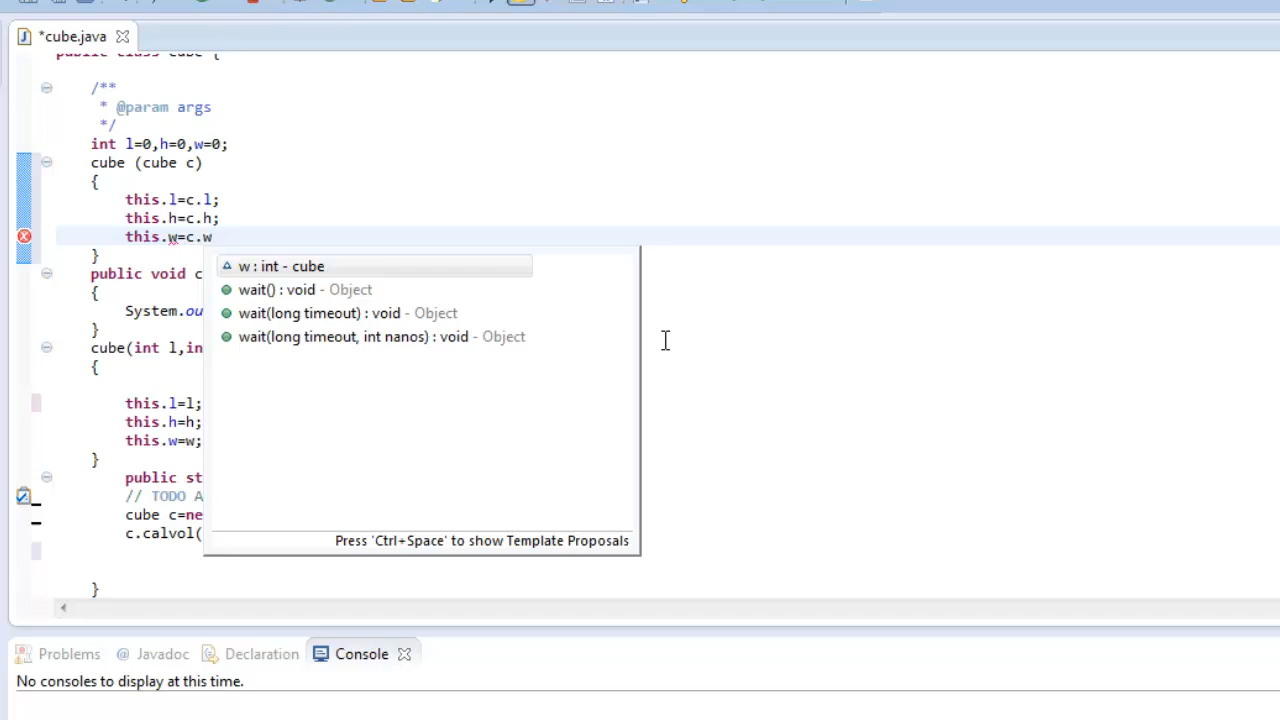 *cube.java
public class cube {
/**
* @param args
*/
int l=0,h=0,w=0;
cube (cube c)
{
this.l=c.l;
this.h=c.h;
this.w=c.w
}
public void c
{
System.ou
}
cube(int l,in
{
this.l=l;
this.h=h;
this.w=w;
}
public st
// TODO A
cube c=ne
c.calvol(
}
w : int - cube
wait() : void - Object
wait(long timeout) : void - Object
wait(long timeout, int nanos) : void - Object
Press 'Ctrl+Space' to show Template Proposals
Problems @ Javadoc Declaration Console
No consoles to display at this time.